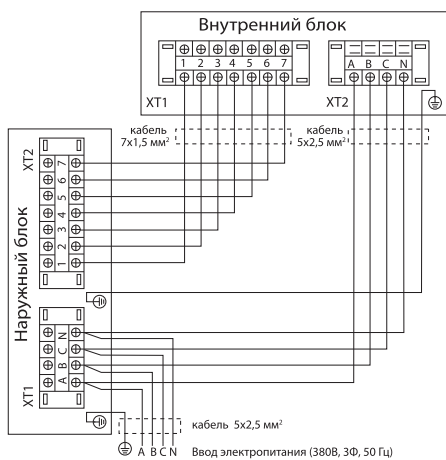 Внутренний блок
1 2 3 4 5 6 7
A B C N
XT1
XT2
кабель
7x1,5 мм²
кабель
5x2,5 мм²
Наружный блок
XT2
7
6
5
4
3
2
1
XT1
N
C
B
A
кабель 5x2,5 мм²
A B C N
Ввод электропитания (380В, 3Ф, 50 Гц)